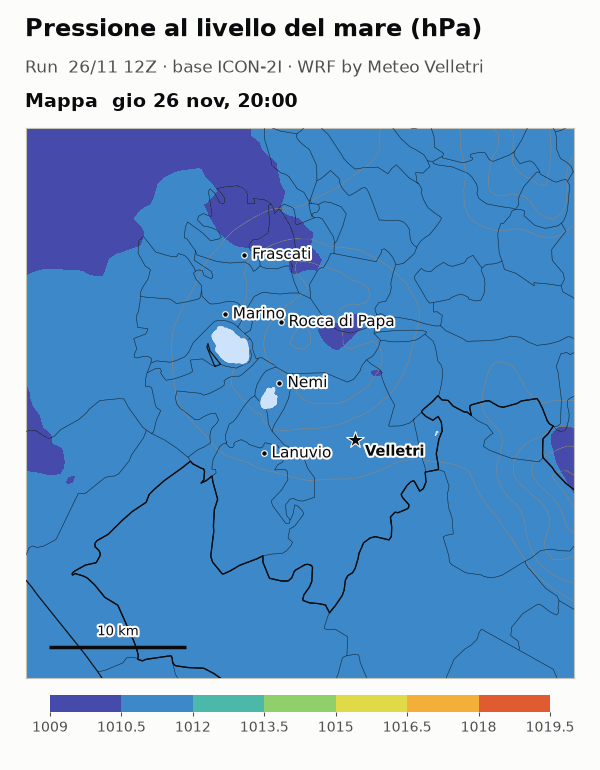 Pressione al livello del mare (hPa)
Run  26/11 12Z · base ICON-2I · WRF by Meteo Velletri
Mappa  gio 26 nov, 20:00
Frascati
Marino
Rocca di Papa
Nemi
Velletri
Lanuvio
10 km
1009 1010.5 1012 1013.5 1015 1016.5 1018 1019.5